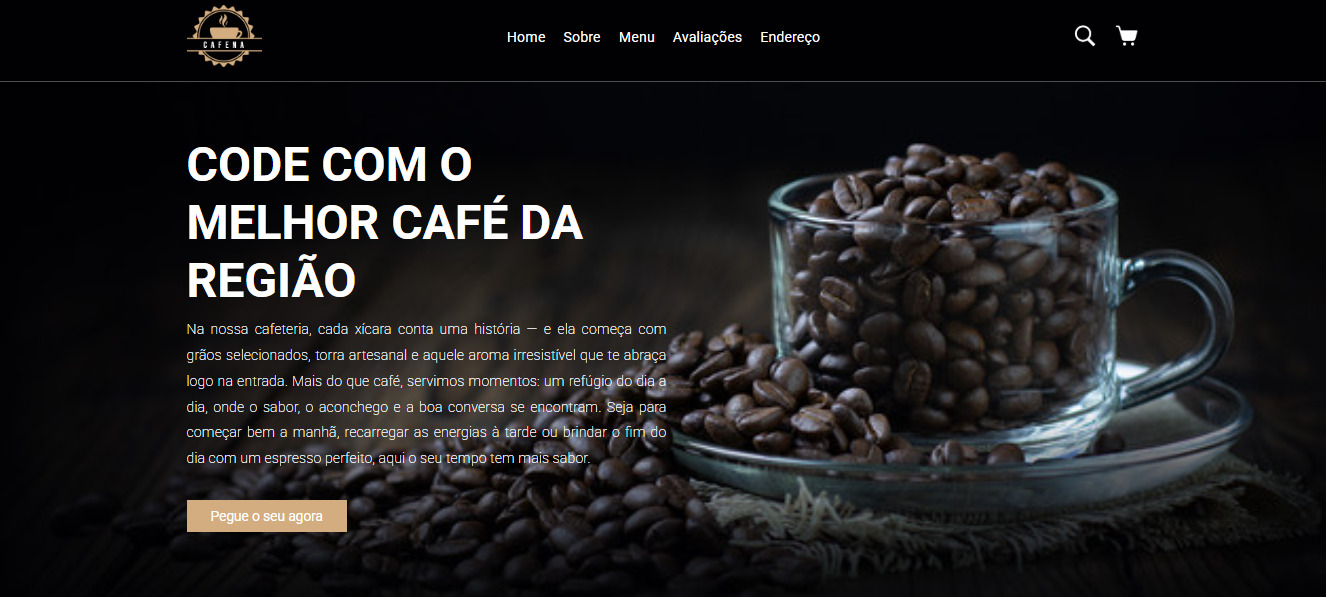 CAFENA
Home Sobre Menu Avaliações Endereço
CODE COM O
MELHOR CAFÉ DA
REGIÃO
Na nossa cafeteria, cada xícara conta uma história — e ela começa com
grãos selecionados, torra artesanal e aquele aroma irresistível que te abraça
logo na entrada. Mais do que café, servimos momentos: um refúgio do dia a
dia, onde o sabor, o aconchego e a boa conversa se encontram. Seja para
começar bem a manhã, recarregar as energias à tarde ou brindar o fim do
dia com um espresso perfeito, aqui o seu tempo tem mais sabor.
Pegue o seu agora